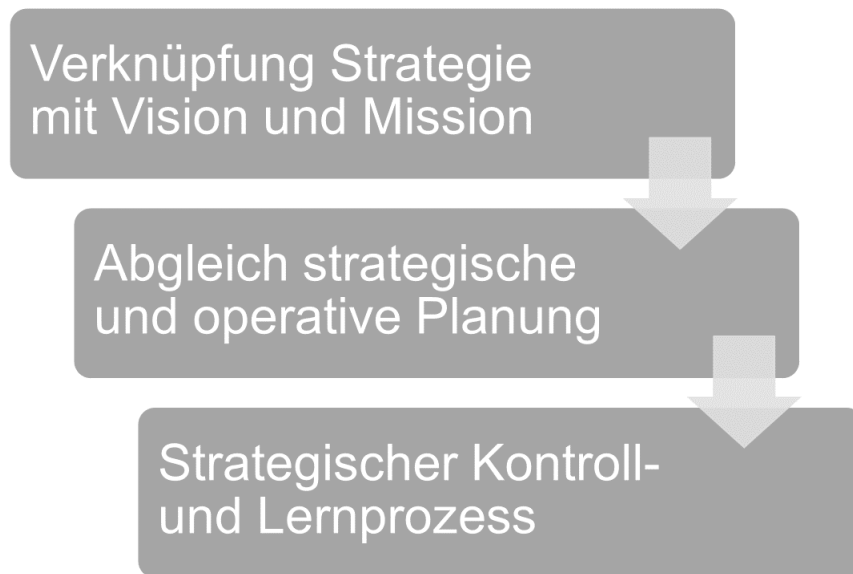 Verknüpfung Strategie
mit Vision und Mission
Abgleich strategische
und operative Planung
Strategischer Kontroll-
und Lernprozess